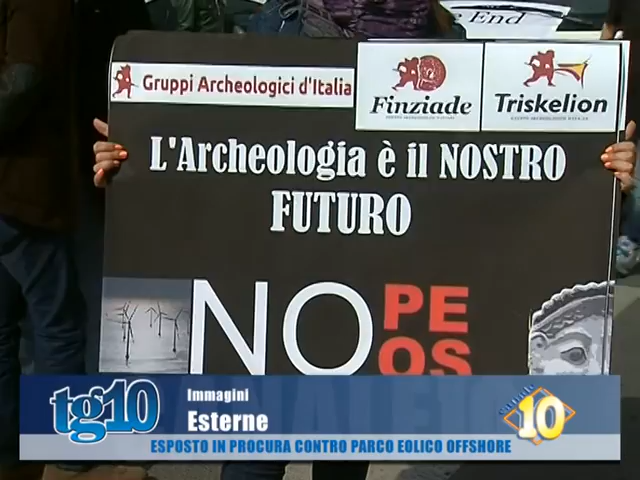 e End
Gruppi Archeologici d'Italia
Finziade
Triskelion
L'Archeologia è il NOSTRO
FUTURO
NO PE
OS
tg10
Immagini
Esterne
canale 10
ESPOSTO IN PROCURA CONTRO PARCO EOLICO OFFSHORE